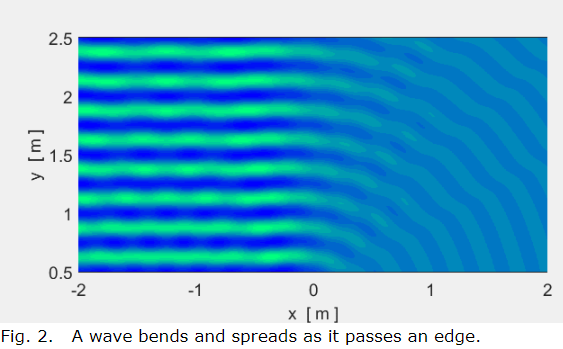 2.5
2
1.5
1
0.5
y [m]
-2 -1 0 1 2
x [m]
Fig. 2. A wave bends and spreads as it passes an edge.